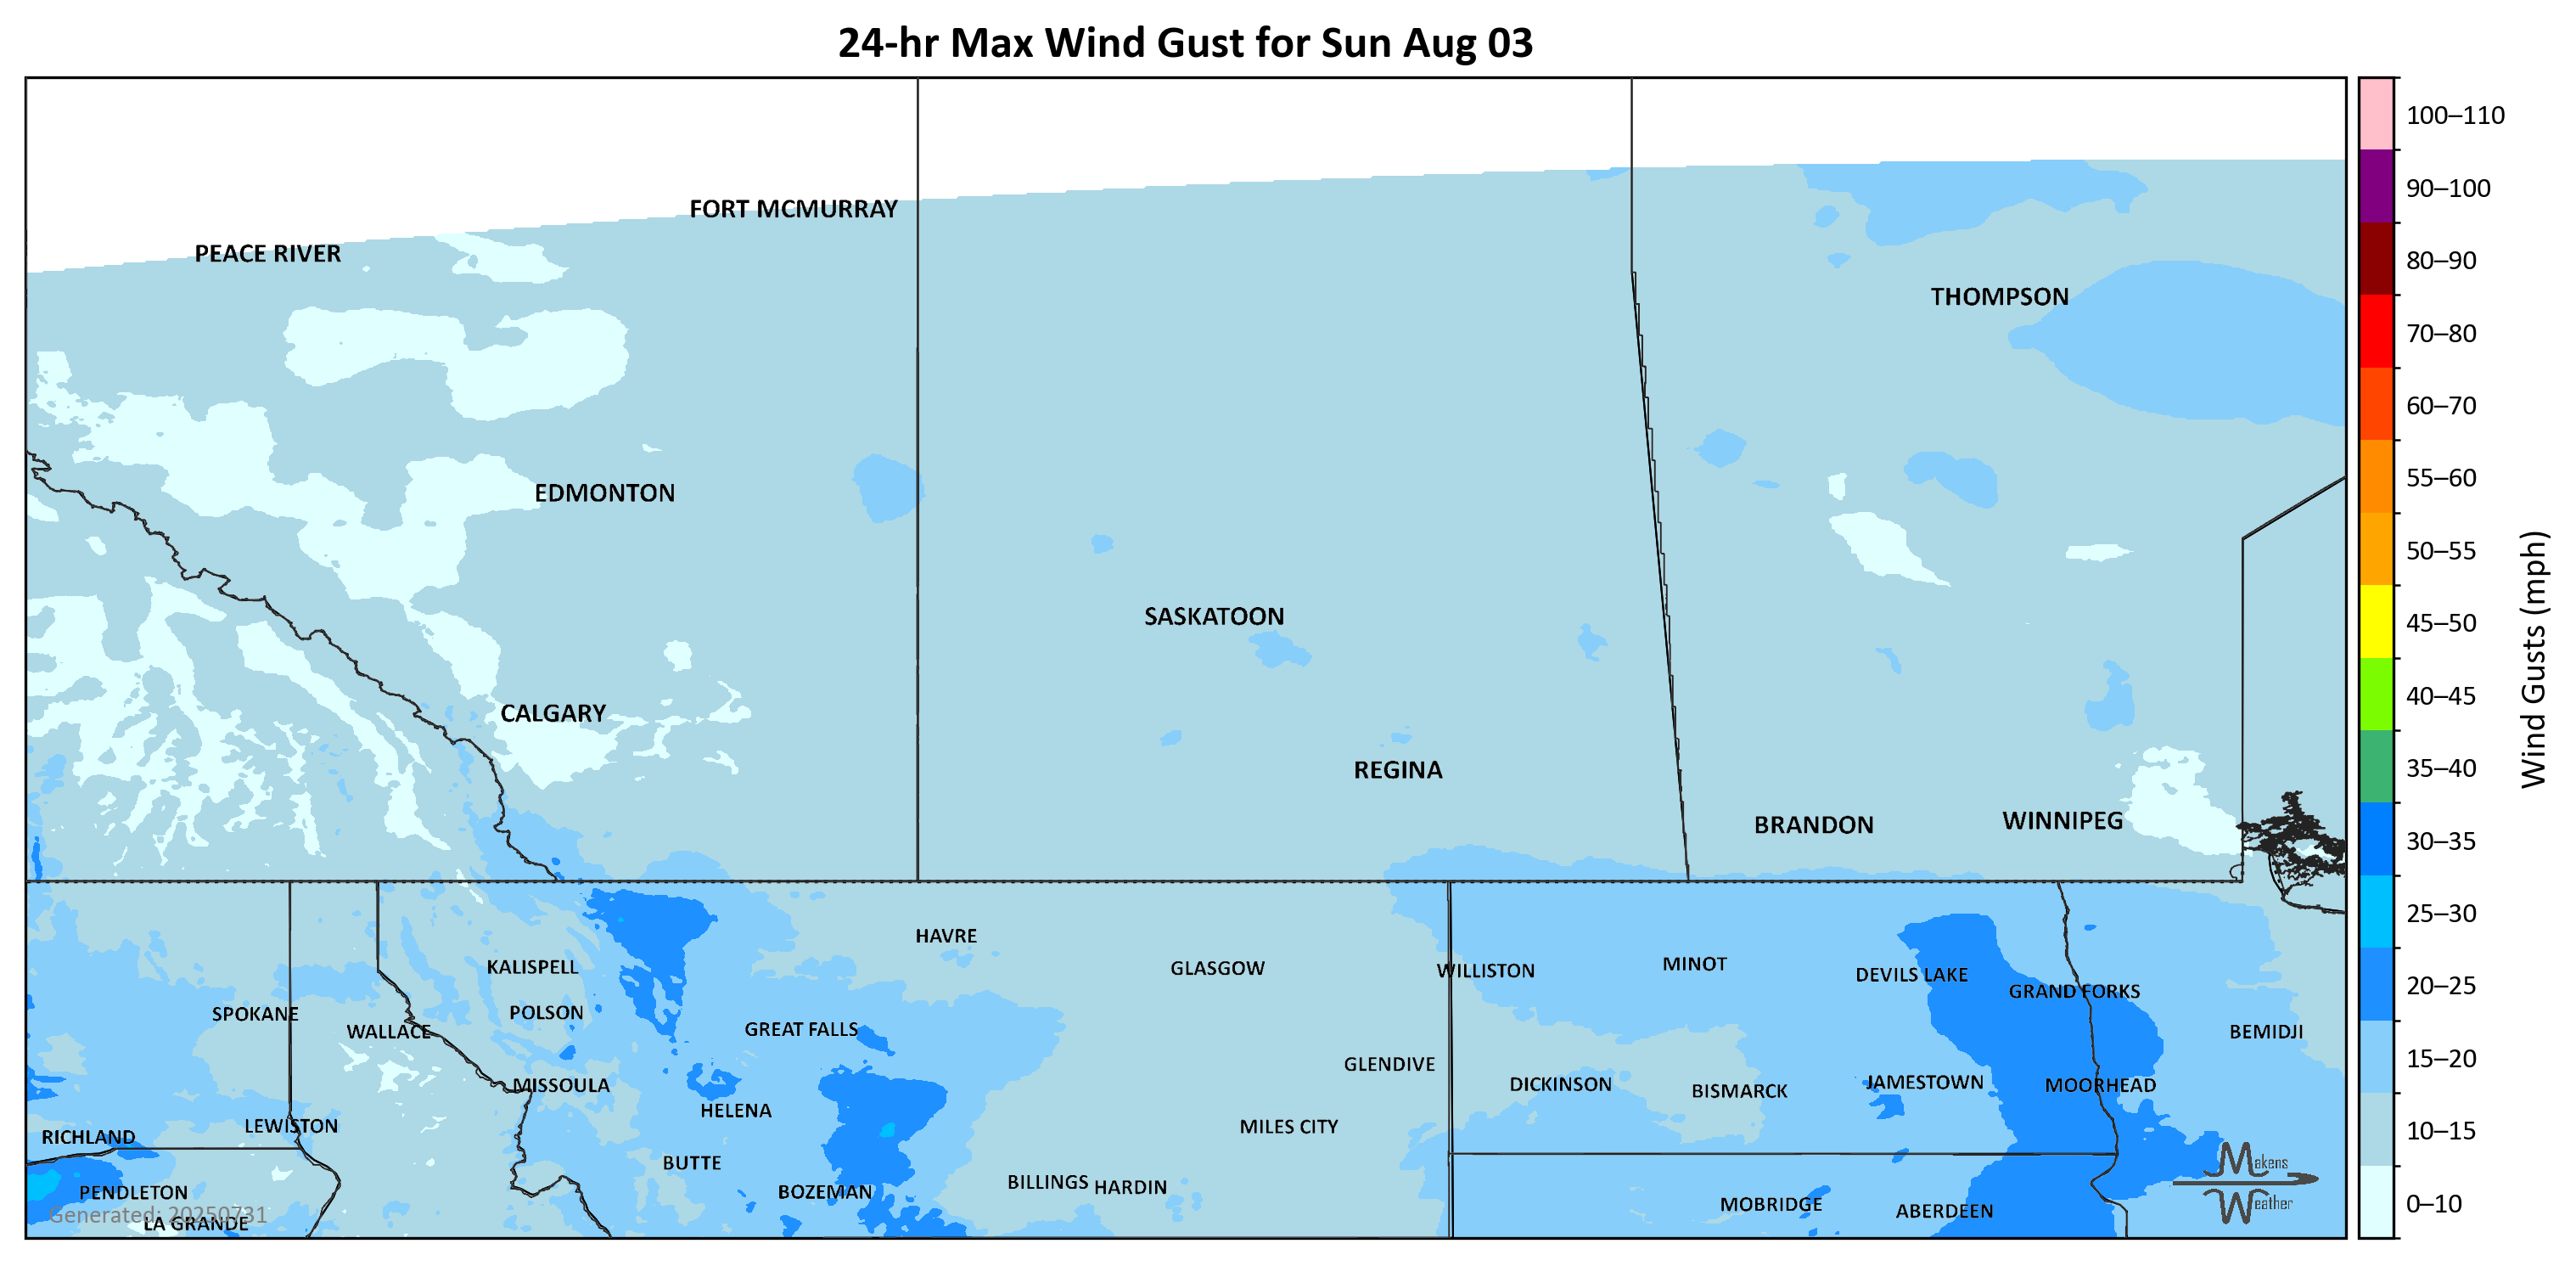 24-hr Max Wind Gust for Sun Aug 03
100–110
90–100
80–90
70–80
60–70
55–60
50–55
45–50
40–45
35–40
30–35
25–30
20–25
15–20
10–15
0–10
Wind Gusts (mph)
FORT MCMURRAY
PEACE RIVER
THOMPSON
EDMONTON
SASKATOON
CALGARY
REGINA
BRANDON
WINNIPEG
HAVRE
KALISPELL
GLASGOW
WILLISTON
MINOT
DEVILS LAKE
GRAND FORKS
SPOKANE
POLSON
WALLACE
GREAT FALLS
BEMIDJI
GLENDIVE
MISSOULA
DICKINSON
BISMARCK
JAMESTOWN
MOORHEAD
HELENA
LEWISTON
MILES CITY
RICHLAND
BUTTE
BILLINGS
HARDIN
PENDLETON
BOZEMAN
MOBRIDGE
ABERDEEN
LA GRANDE
Generated: 20250731
Makens
Weather